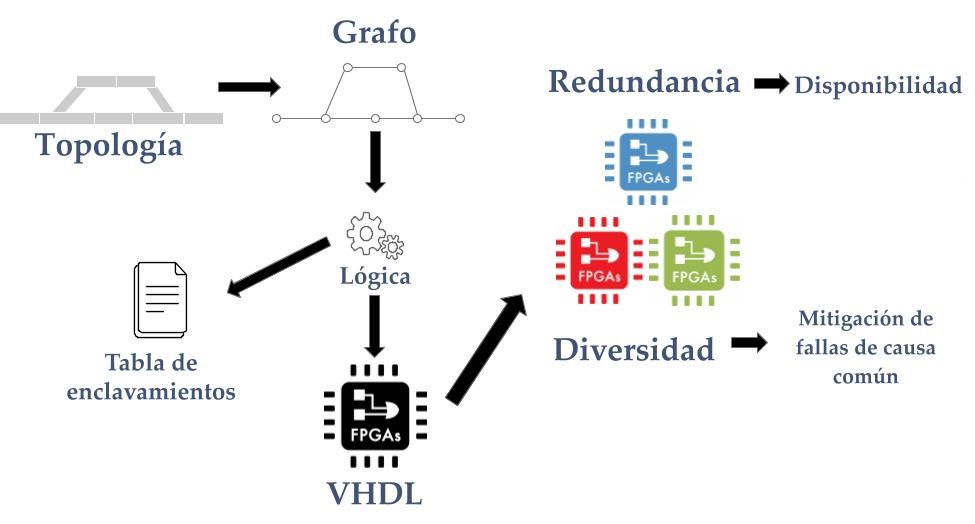 Grafo
Topología
Lógica
Tabla de
enclavamientos
FPGAs
VHDL
Redundancia
Disponibilidad
FPGAs
FPGAs
FPGAs
Diversidad
Mitigación de
fallas de causa
común